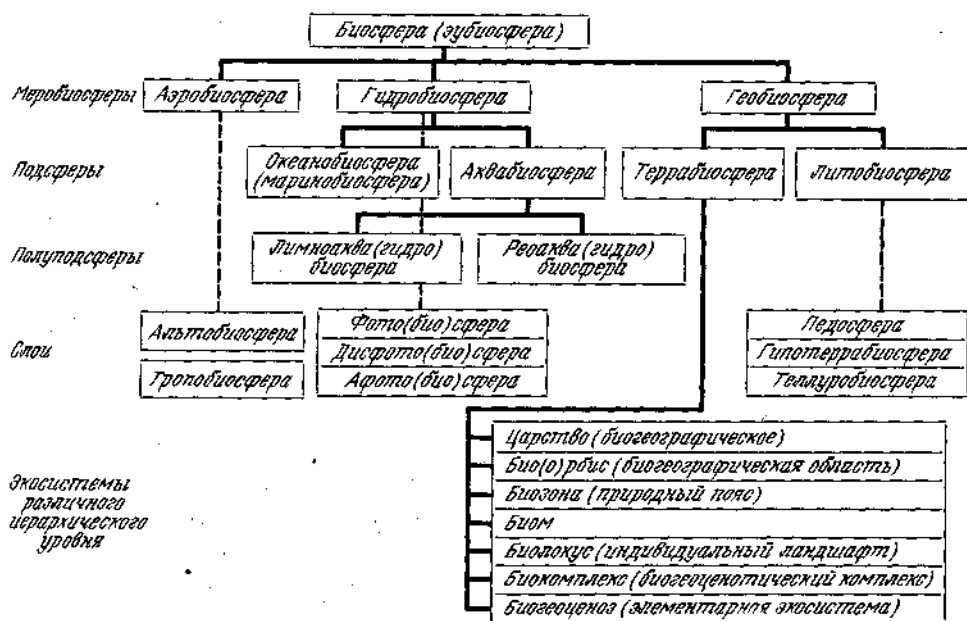 Биосфера (эубиосфера)
Меробиосферы
Аэробиосфера
Гидробиосфера
Геобиосфера
Подсферы
Океанобиосфера
(маринобиосфера)
Аквабиосфера
Террабиосфера
Литобиосфера
Полуподсферы
Лимноаква(гидро)
биосфера
Реоаква(гидро)
биосфера
Слои
Альтобиосфера
Тропобиосфера
Фото(био)сфера
Дисфото(био)сфера
Афото(био)сфера
Педосфера
Гипотеррабиосфера
Теллуробиосфера
Экосистемы
различного
иерархического
уровня
Царство (биогеографическое)
Био(о)рбис (биогеографическая область)
Биозона (природный пояс)
Биом
Биолокус (индивидуальный ландшафт)
Биокомплекс (биогеоценотический комплекс)
Биогеоценоз (элементарная экосистема)